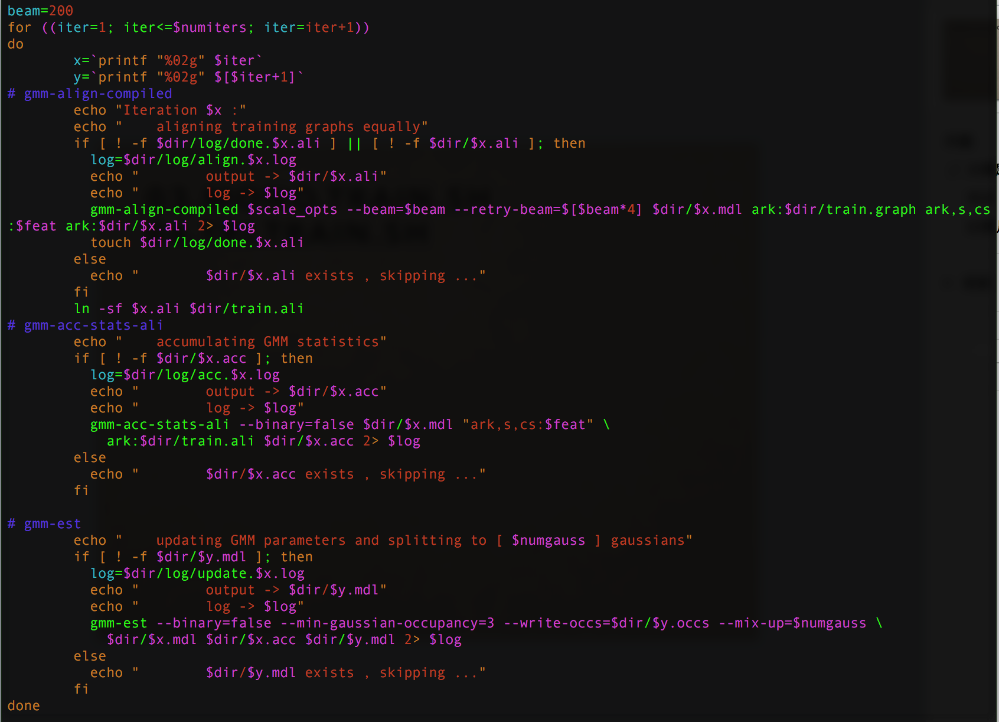 beam=200
for ((iter=1; iter<=$numiters; iter=iter+1))
do
        x=`printf "%02g" $iter`
        y=`printf "%02g" $[$iter+1]`
# gmm-align-compiled
        echo "Iteration $x :"
        echo "    aligning training graphs equally"
        if [ ! -f $dir/log/done.$x.ali ] || [ ! -f $dir/$x.ali ]; then
          log=$dir/log/align.$x.log
          echo "        output -> $dir/$x.ali"
          echo "        log -> $log"
          gmm-align-compiled $scale_opts --beam=$beam --retry-beam=$[$beam*4] $dir/$x.mdl ark:$dir/train.graph ark,s,cs
:$feat ark:$dir/$x.ali 2> $log
          touch $dir/log/done.$x.ali
        else
          echo "        $dir/$x.ali exists , skipping ..."
        fi
        ln -sf $x.ali $dir/train.ali
# gmm-acc-stats-ali
        echo "    accumulating GMM statistics"
        if [ ! -f $dir/$x.acc ]; then
          log=$dir/log/acc.$x.log
          echo "        output -> $dir/$x.acc"
          echo "        log -> $log"
          gmm-acc-stats-ali --binary=false $dir/$x.mdl "ark,s,cs:$feat" \
            ark:$dir/train.ali $dir/$x.acc 2> $log
        else
          echo "        $dir/$x.acc exists , skipping ..."
        fi

# gmm-est
        echo "    updating GMM parameters and splitting to [ $numgauss ] gaussians"
        if [ ! -f $dir/$y.mdl ]; then
          log=$dir/log/update.$x.log
          echo "        output -> $dir/$y.mdl"
          echo "        log -> $log"
          gmm-est --binary=false --min-gaussian-occupancy=3 --write-occs=$dir/$y.occs --mix-up=$numgauss \
            $dir/$x.mdl $dir/$x.acc $dir/$y.mdl 2> $log
        else
          echo "        $dir/$y.mdl exists , skipping ..."
        fi
done